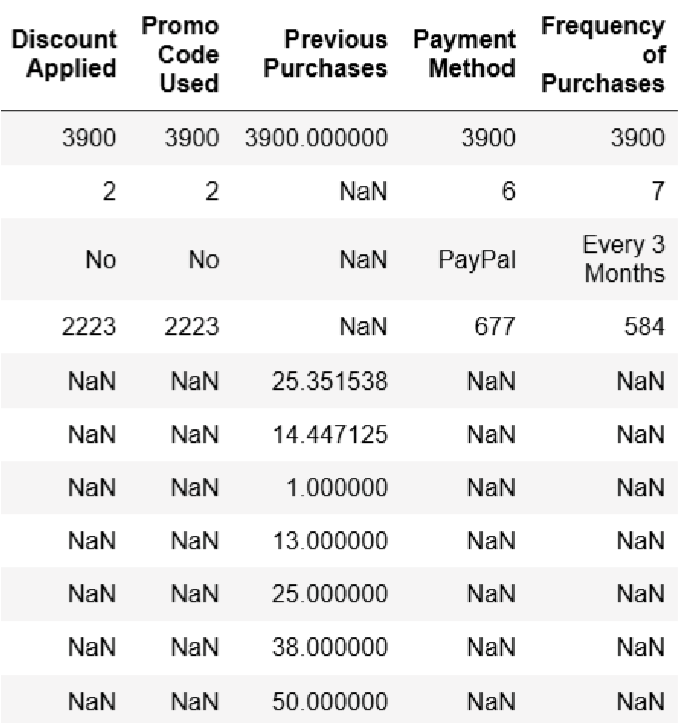 Discount Applied Promo Code Used Previous Purchases Payment Method Frequency of Purchases
3900 3900 3900.000000 3900 3900
2 2 NaN 6 7
No No NaN PayPal Every 3 Months
2223 2223 NaN 677 584
NaN NaN 25.351538 NaN NaN
NaN NaN 14.447125 NaN NaN
NaN NaN 1.000000 NaN NaN
NaN NaN 13.000000 NaN NaN
NaN NaN 25.000000 NaN NaN
NaN NaN 38.000000 NaN NaN
NaN NaN 50.000000 NaN NaN